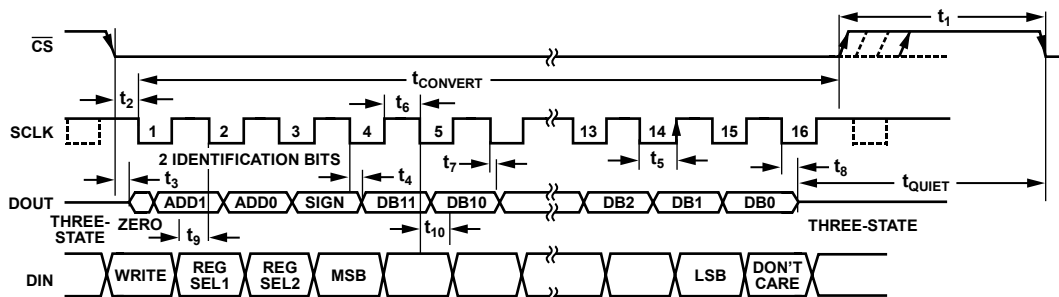 t1
CS
tCONVERT
t2
t6
SCLK
1 2 3 4 5 13 14 15 16
2 IDENTIFICATION BITS
t7
t5
t8
t3
t4
tQUIET
DOUT
ADD1 ADD0 SIGN DB11 DB10 DB2 DB1 DB0
THREE-STATE
ZERO
t9
t10
THREE-STATE
DIN
WRITE
REG SEL1
REG SEL2
MSB
LSB
DON'T CARE